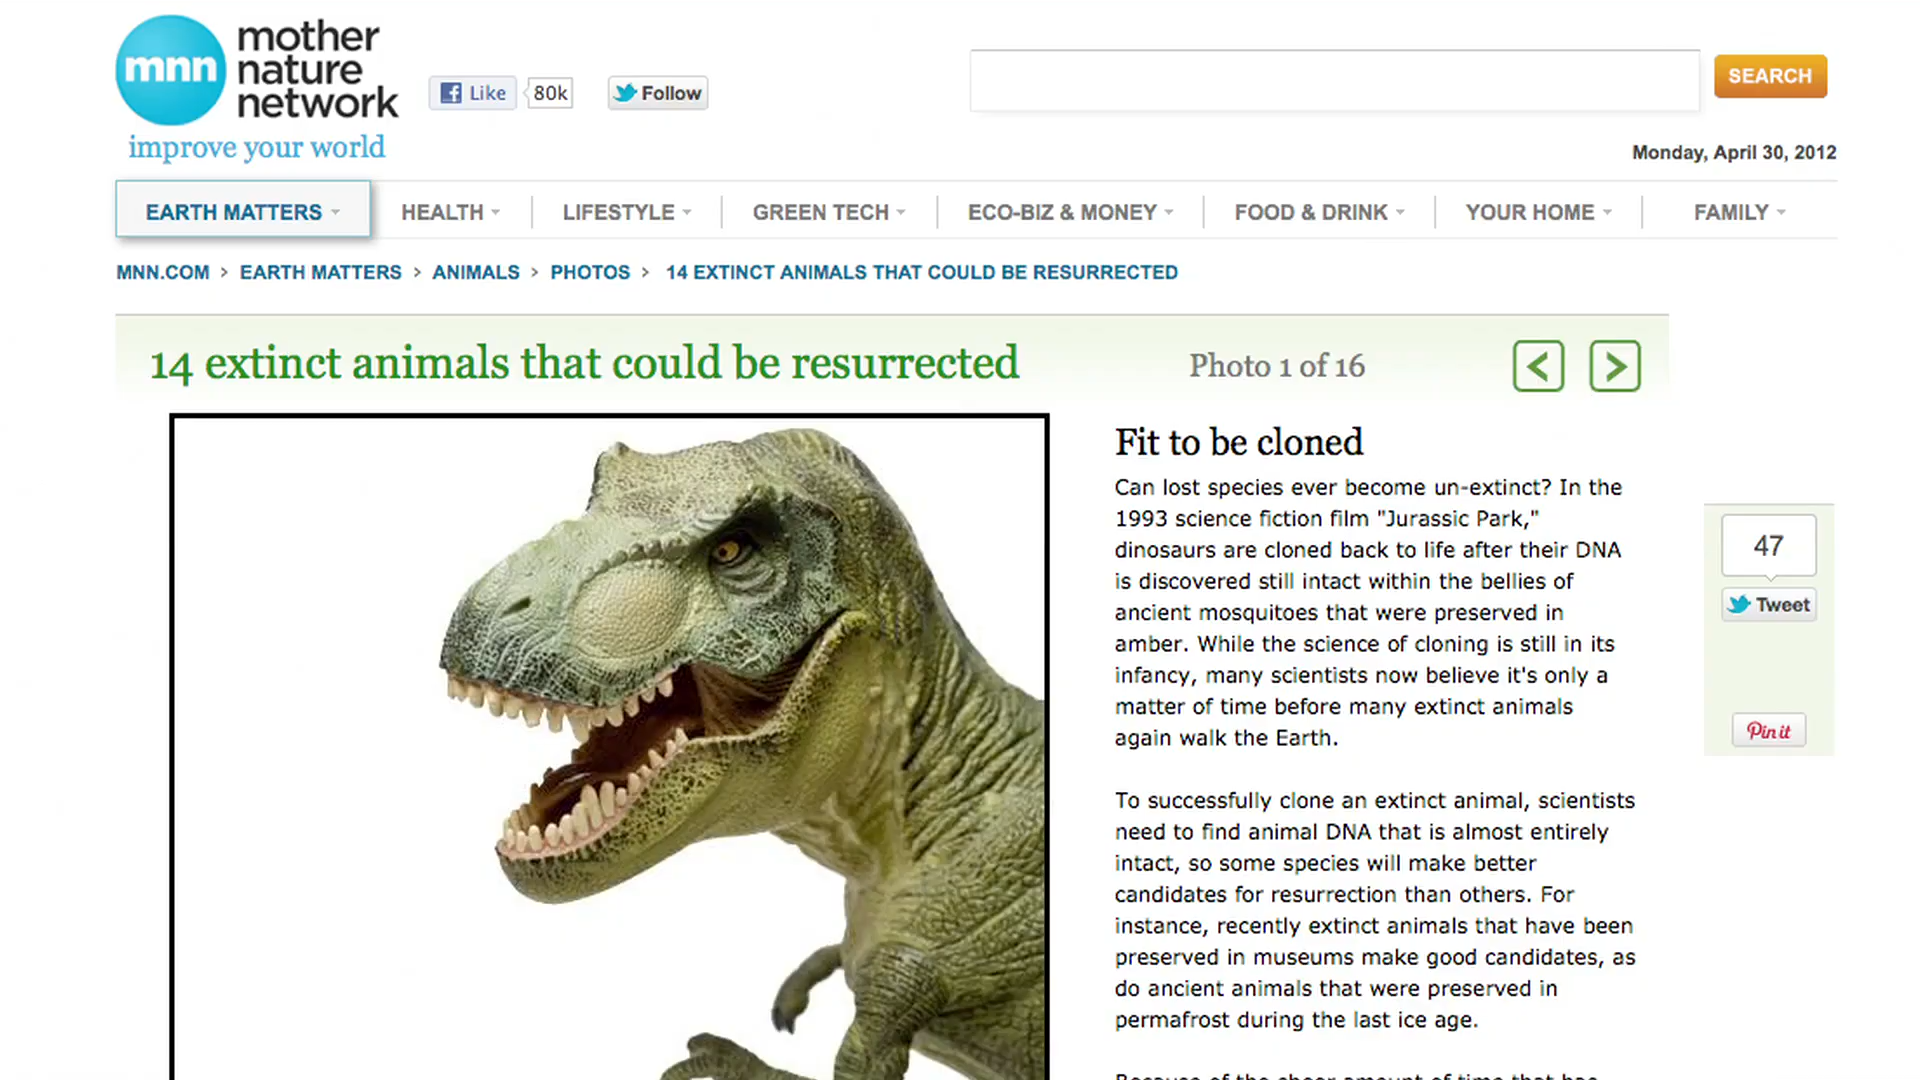 mnn
mother
nature
network
improve your world
Like
80k
Follow
SEARCH
Monday, April 30, 2012
EARTH MATTERS
HEALTH
LIFESTYLE
GREEN TECH
ECO-BIZ & MONEY
FOOD & DRINK
YOUR HOME
FAMILY
MNN.COM > EARTH MATTERS > ANIMALS > PHOTOS > 14 EXTINCT ANIMALS THAT COULD BE RESURRECTED
14 extinct animals that could be resurrected
Photo 1 of 16
Fit to be cloned
Can lost species ever become un-extinct? In the
1993 science fiction film "Jurassic Park,"
dinosaurs are cloned back to life after their DNA
is discovered still intact within the bellies of
ancient mosquitoes that were preserved in
amber. While the science of cloning is still in its
infancy, many scientists now believe it's only a
matter of time before many extinct animals
again walk the Earth.
To successfully clone an extinct animal, scientists
need to find animal DNA that is almost entirely
intact, so some species will make better
candidates for resurrection than others. For
instance, recently extinct animals that have been
preserved in museums make good candidates, as
do ancient animals that were preserved in
permafrost during the last ice age.
Because of the sheer amount of time that has
47
Tweet
Pin it